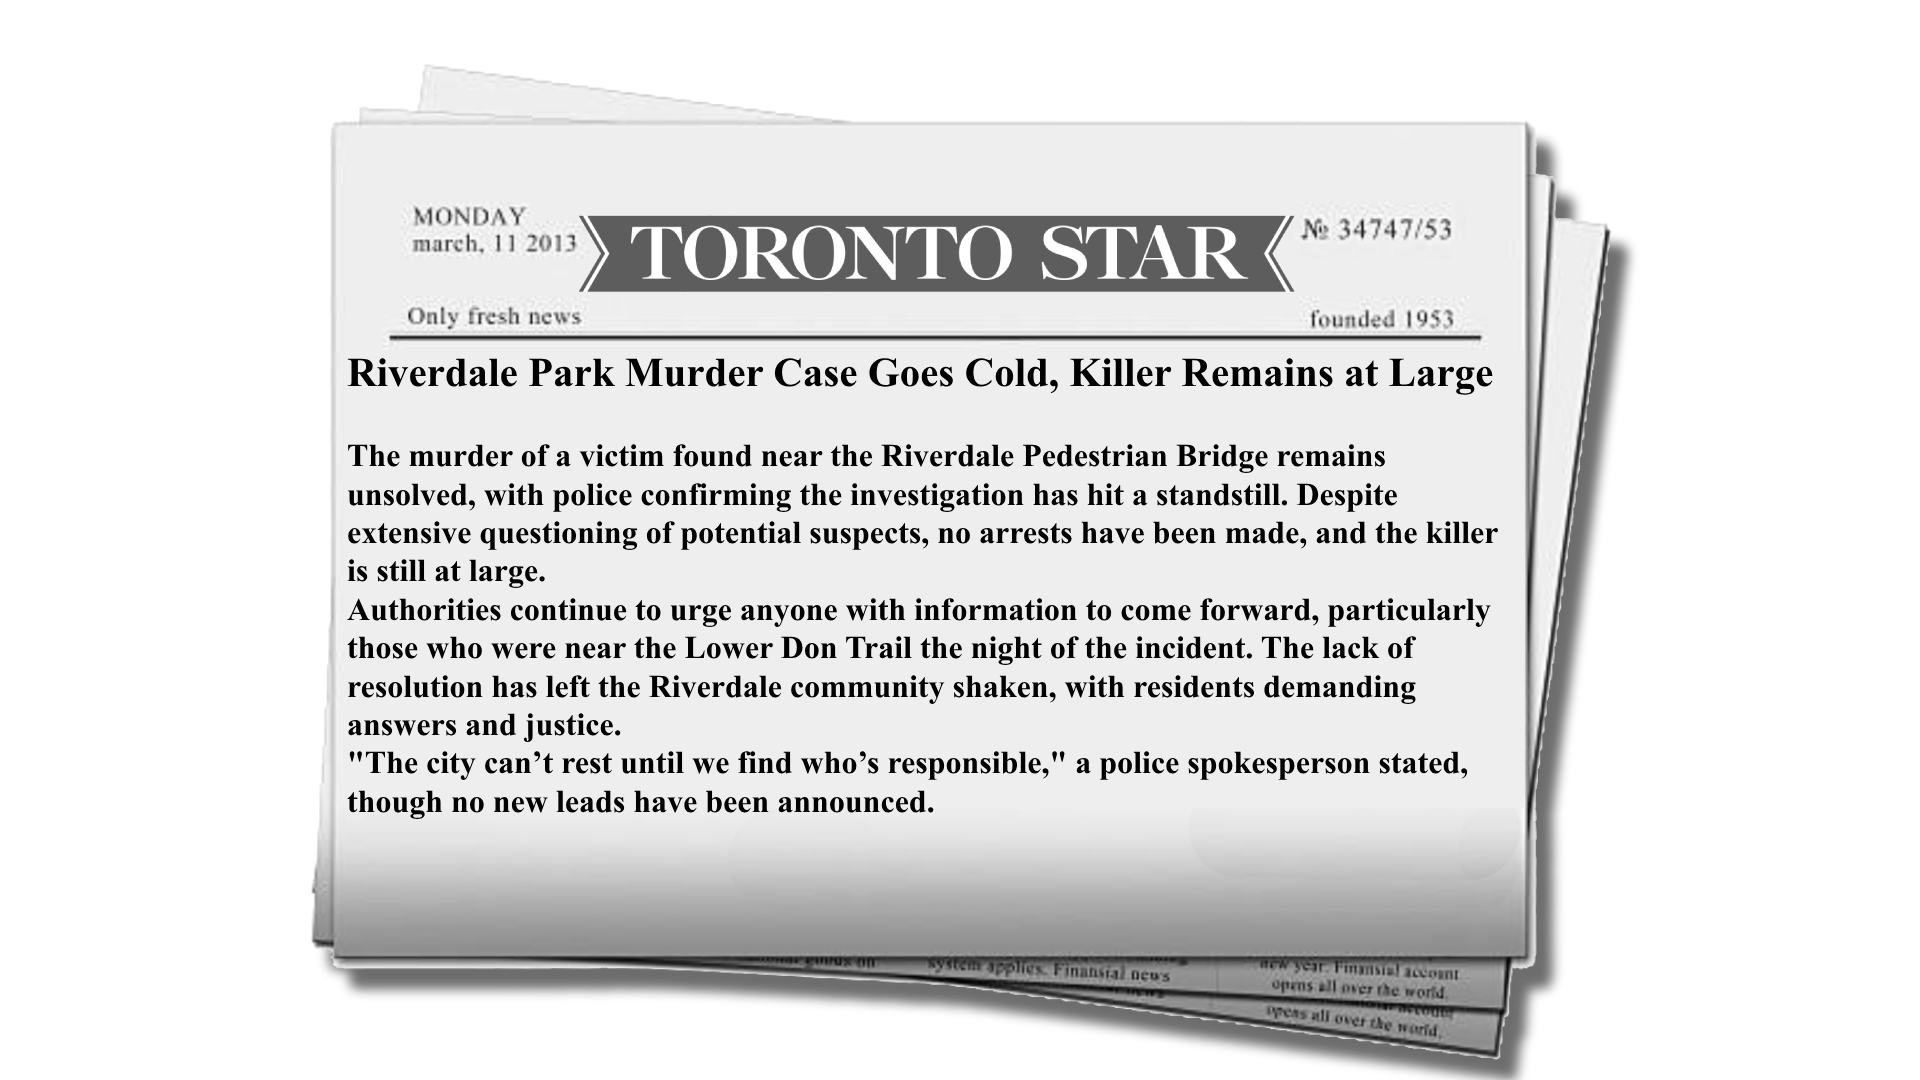 MONDAY
march, 11 2013
TORONTO STAR
№ 34747/53
Only fresh news
founded 1953
Riverdale Park Murder Case Goes Cold, Killer Remains at Large
The murder of a victim found near the Riverdale Pedestrian Bridge remains
unsolved, with police confirming the investigation has hit a standstill. Despite
extensive questioning of potential suspects, no arrests have been made, and the killer
is still at large.
Authorities continue to urge anyone with information to come forward, particularly
those who were near the Lower Don Trail the night of the incident. The lack of
resolution has left the Riverdale community shaken, with residents demanding
answers and justice.
"The city can’t rest until we find who’s responsible," a police spokesperson stated,
though no new leads have been announced.
goods on
system applies. Finansial news
news
new year. Finansial account
opens all over the world.
account
opens all over the world.